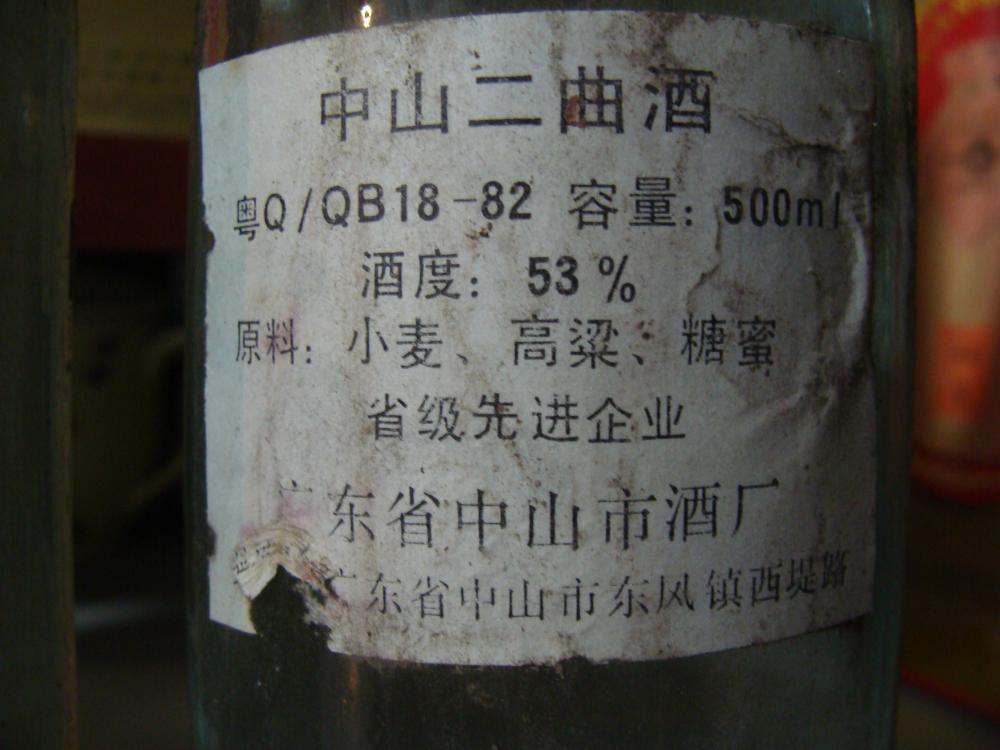 中山二曲酒
粤Q/QB18-82 容量：500ml
酒度：53%
原料：小麦、高粱、糖蜜
省级先进企业
广东省中山市酒厂
广东省中山市东凤镇西堤路